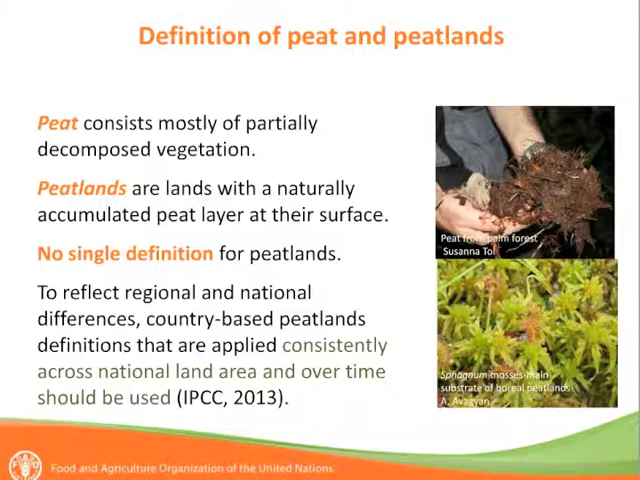 Definition of peat and peatlands
Peat consists mostly of partially
decomposed vegetation.
Peatlands are lands with a naturally
accumulated peat layer at their surface.
No single definition for peatlands.
To reflect regional and national
differences, country-based peatlands
definitions that are applied consistently
across national land area and over time
should be used (IPCC, 2013).
Peat from palm forest
Susanna Tol
Sphagnum mosses-main
substrate of boreal peatlands
A. Avagyan
Food and Agriculture Organization of the United Nations